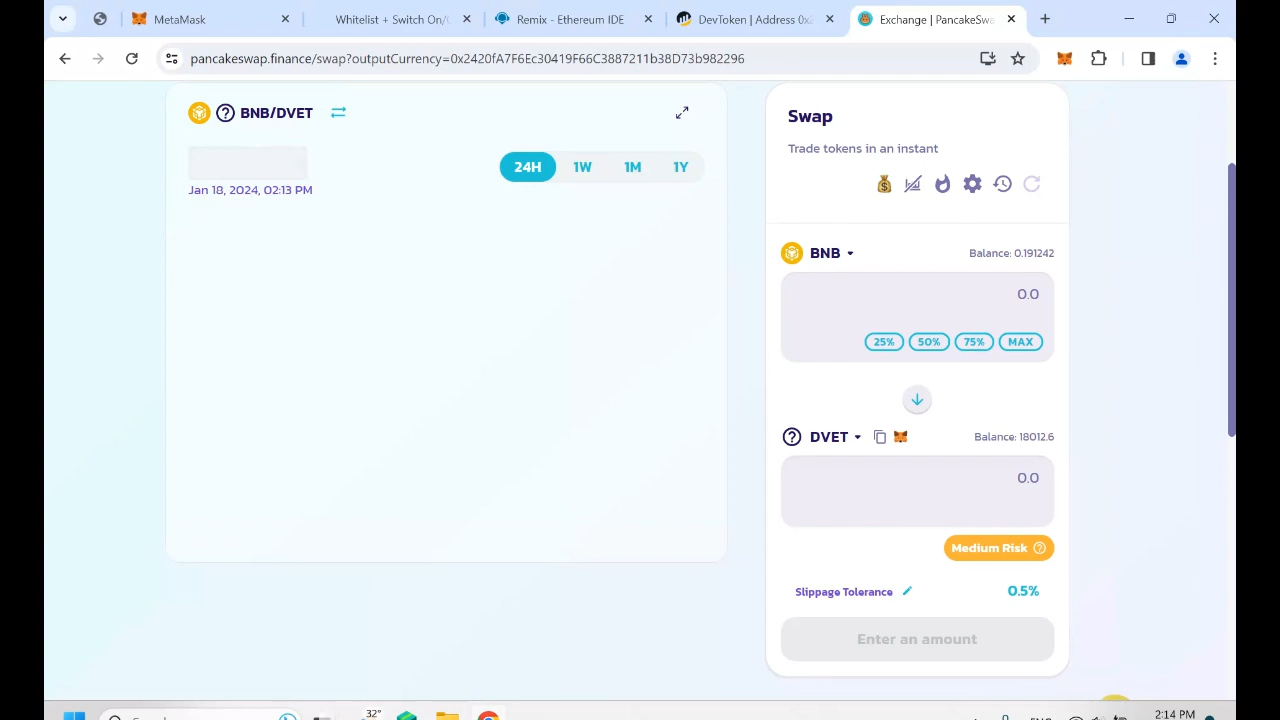 MetaMask
Whitelist + Switch On/
Remix - Ethereum IDE
DevToken | Address 0x2
Exchange | PancakeSwa
pancakeswap.finance/swap?outputCurrency=0x24D0fA7F6Ec30419F66C3887211b38D73b982296
BNB/DVET
24H
1W
1M
1Y
Jan 18, 2024, 02:13 PM
Swap
Trade tokens in an instant
BNB
Balance: 0.191242
0.0
25%
50%
75%
MAX
DVET
Balance: 18012.6
0.0
Medium Risk
Slippage Tolerance
0.5%
Enter an amount
32°
2:14 PM